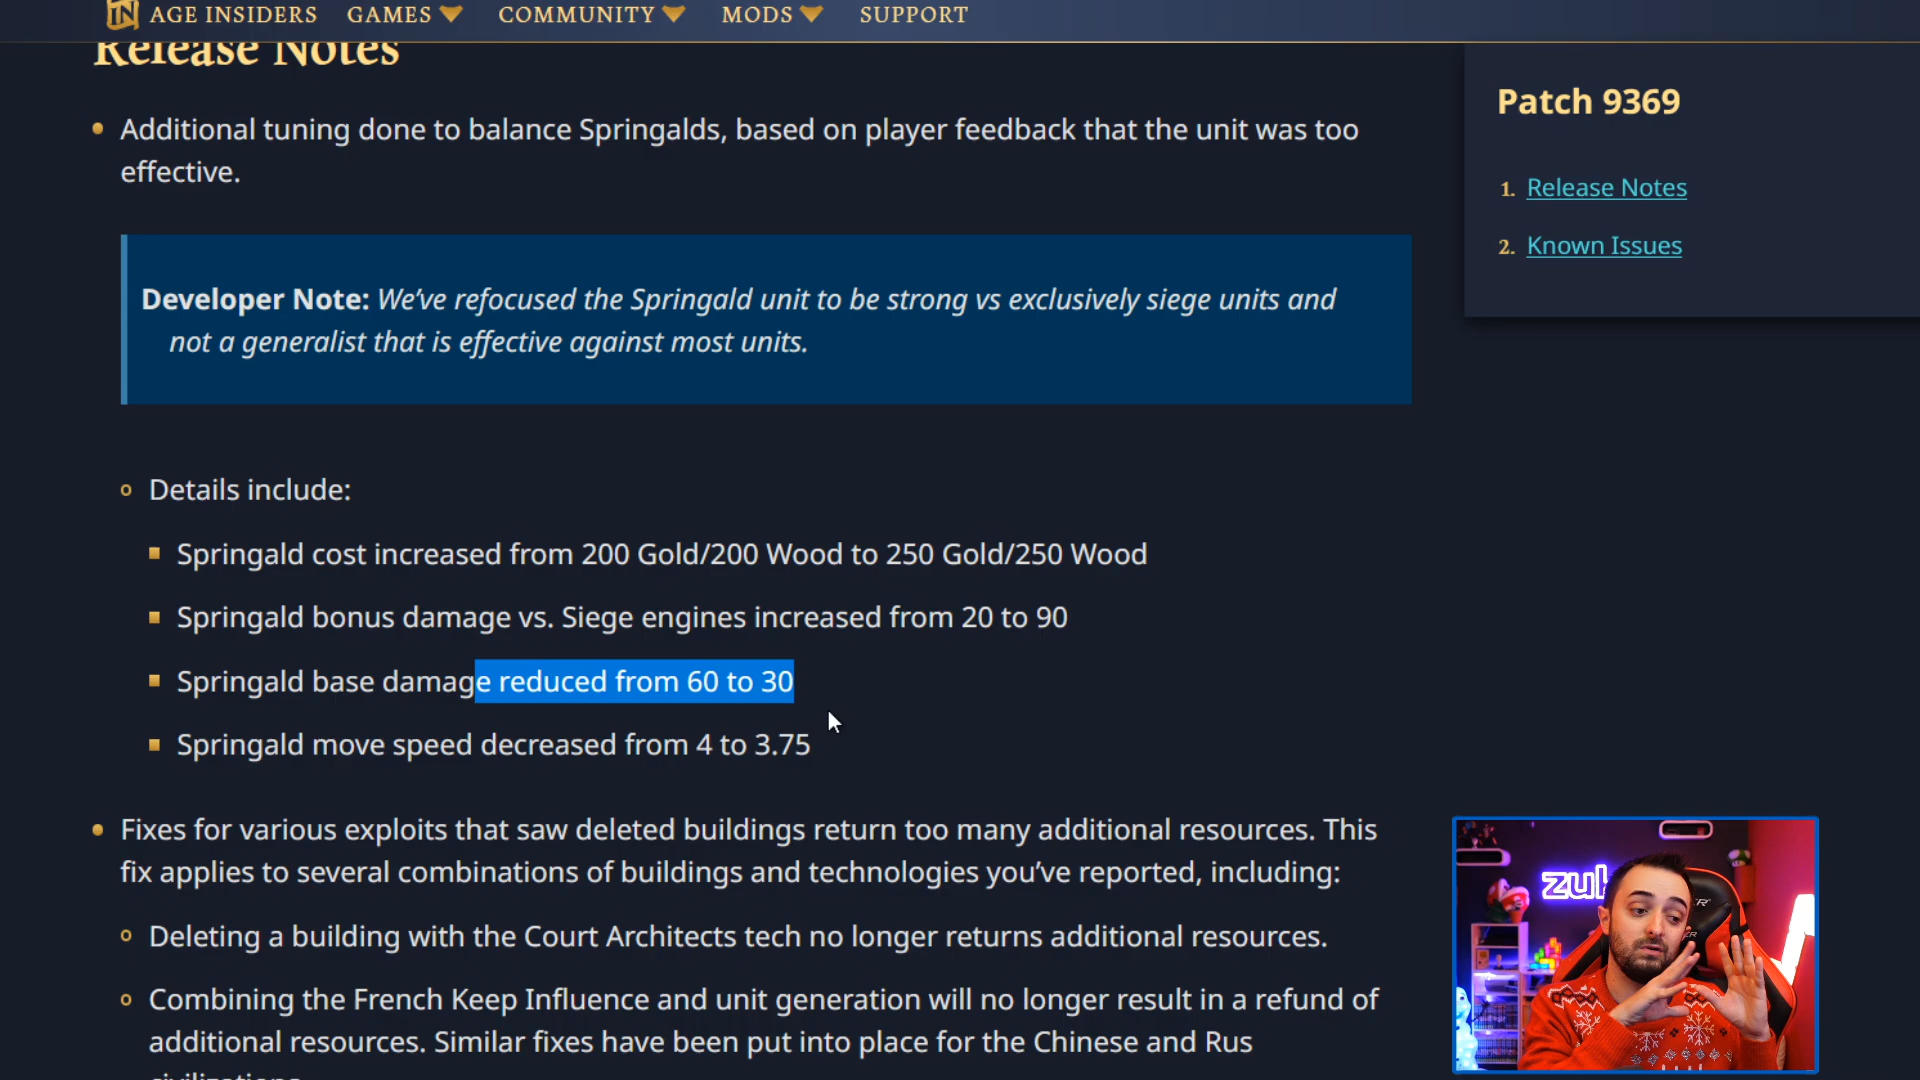 AGE INSIDERS GAMES COMMUNITY MODS SUPPORT
Release Notes
Additional tuning done to balance Springalds, based on player feedback that the unit was too
effective.
Developer Note: We’ve refocused the Springald unit to be strong vs exclusively siege units and
not a generalist that is effective against most units.
Details include:
Springald cost increased from 200 Gold/200 Wood to 250 Gold/250 Wood
Springald bonus damage vs. Siege engines increased from 20 to 90
Springald base damage reduced from 60 to 30
Springald move speed decreased from 4 to 3.75
Fixes for various exploits that saw deleted buildings return too many additional resources. This
fix applies to several combinations of buildings and technologies you’ve reported, including:
Deleting a building with the Court Architects tech no longer returns additional resources.
Combining the French Keep Influence and unit generation will no longer result in a refund of
additional resources. Similar fixes have been put into place for the Chinese and Rus
Patch 9369
1. Release Notes
2. Known Issues